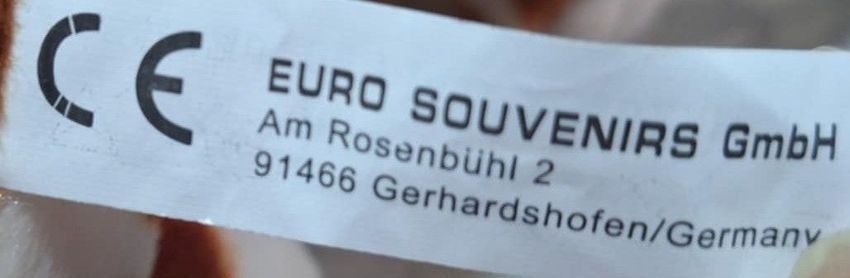 CE
EURO SOUVENIRS GmbH
Am Rosenbühl 2
91466 Gerhardshofen/Germany